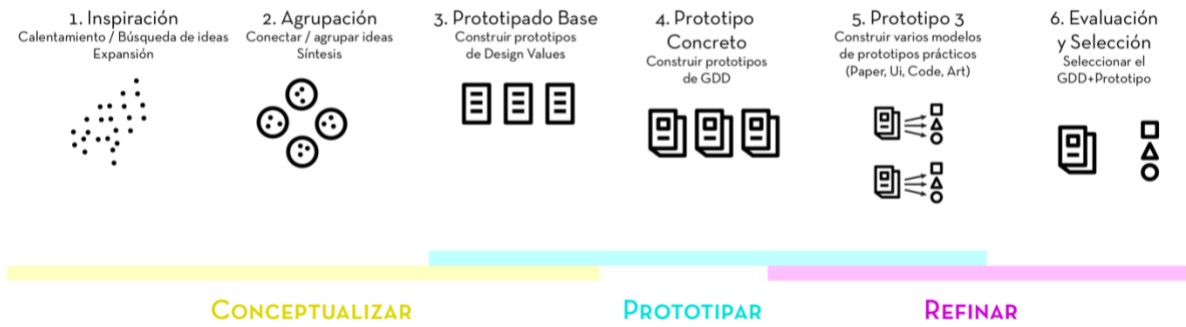 1. Inspiración
Calentamiento / Búsqueda de ideas
Expansión
2. Agrupación
Conectar / agrupar ideas
Síntesis
3. Prototipado Base
Construir prototipos
de Design Values
4. Prototipo
Concreto
Construir prototipos
de GDD
5. Prototipo 3
Construir varios modelos
de prototipos prácticos
(Paper, Ui, Code, Art)
6. Evaluación
y Selección
Seleccionar el
GDD+Prototipo
Conceptualizar
Prototipar
Refinar